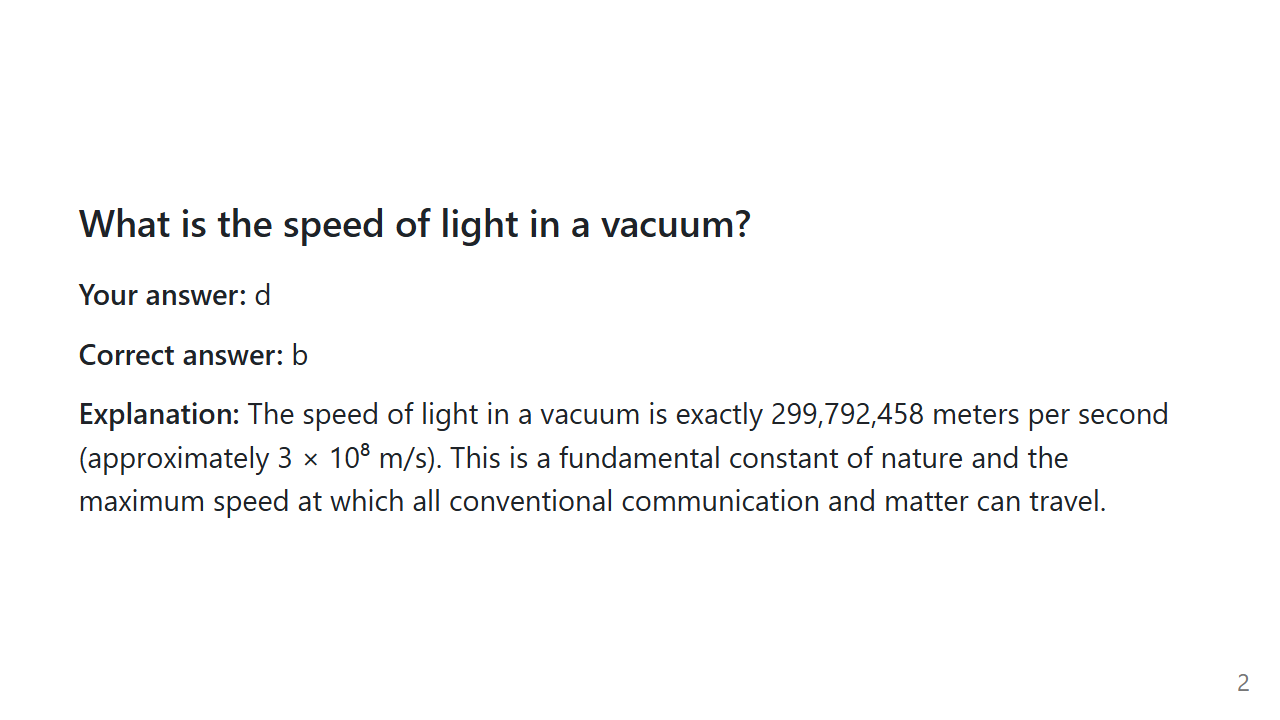 What is the speed of light in a vacuum?
Your answer: d
Correct answer: b
Explanation: The speed of light in a vacuum is exactly 299,792,458 meters per second
(approximately 3 × 10⁸ m/s). This is a fundamental constant of nature and the
maximum speed at which all conventional communication and matter can travel.
2